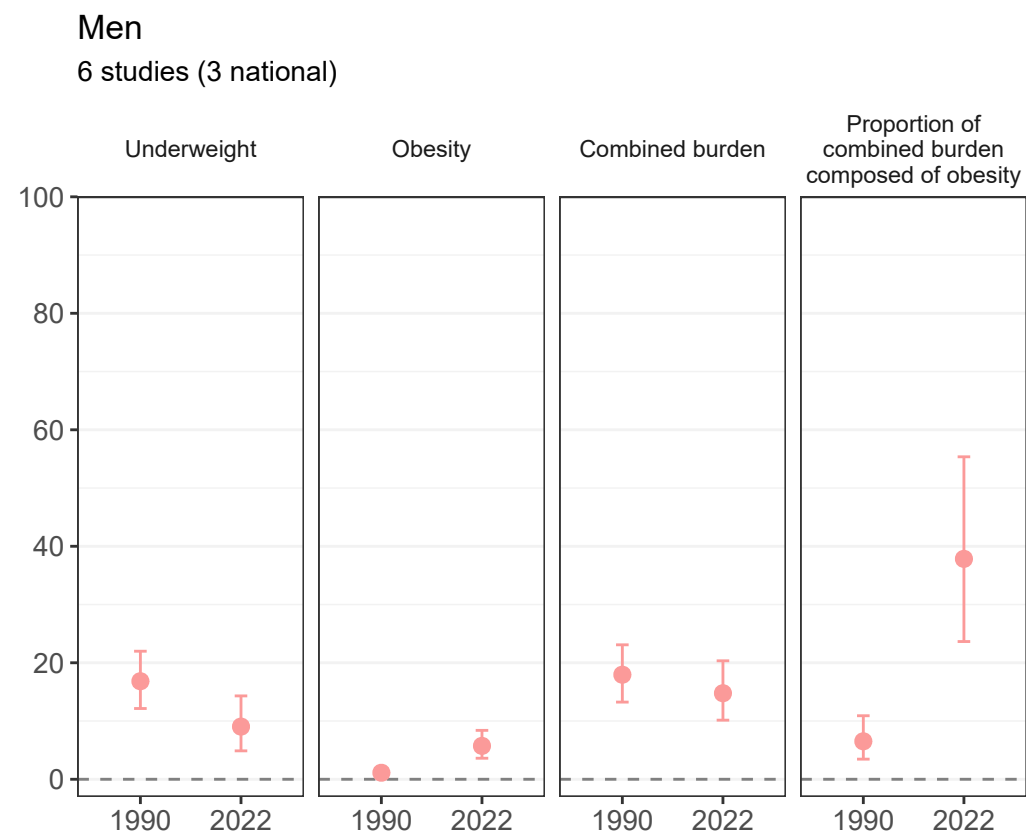 Men
6 studies (3 national)
Underweight
Obesity
Combined burden
Proportion of
combined burden
composed of obesity
100
80
60
40
20
0
1990 2022
1990 2022
1990 2022
1990 2022